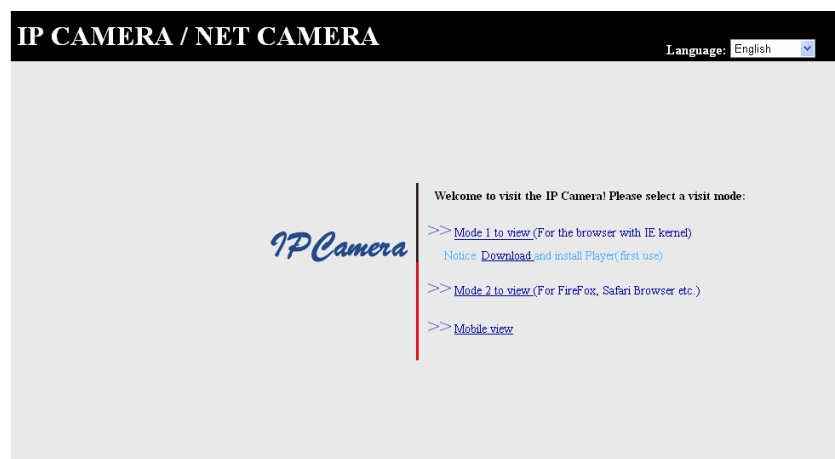 IP CAMERA / NET CAMERA
Language: English
Welcome to visit the IP Camera! Please select a visit mode:
IPCamera
>> Mode 1 to view (For the browser with IE kernel)
Notice: Download and install Player(first use)
>> Mode 2 to view (For FireFox, Safari Browser etc.)
>> Mobile view